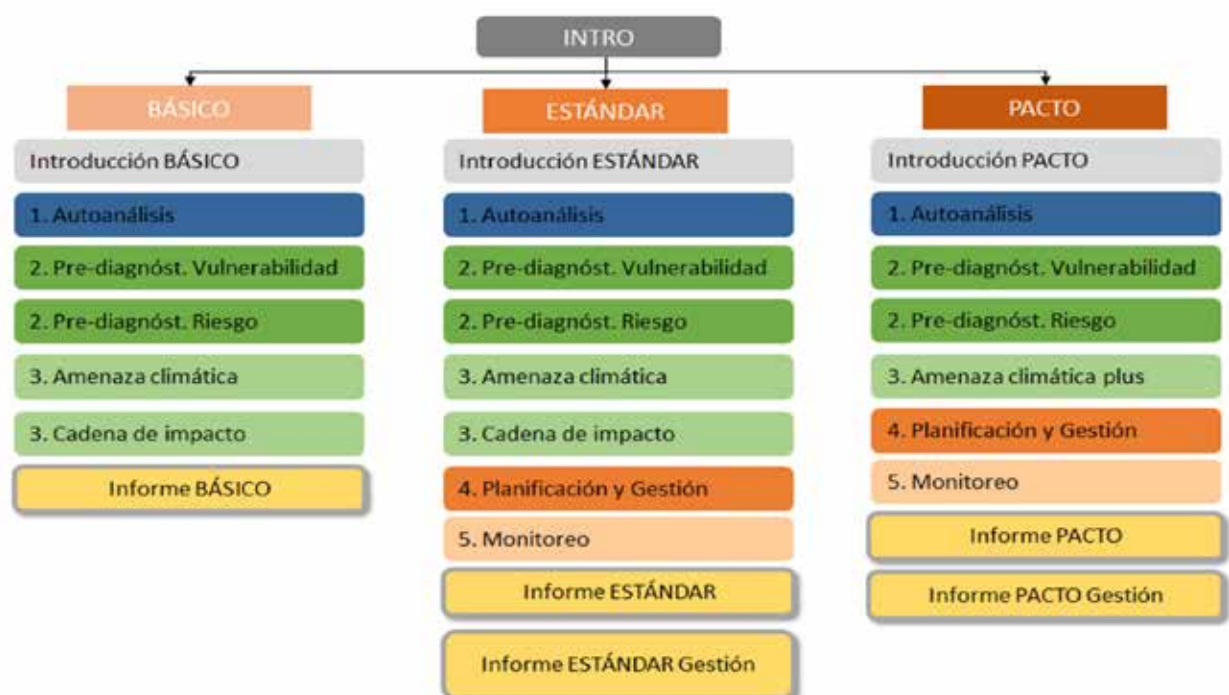 INTRO
BÁSICO
Introducción BÁSICO
1. Autoanálisis
2. Pre-diagnóst. Vulnerabilidad
2. Pre-diagnóst. Riesgo
3. Amenaza climática
3. Cadena de impacto
Informe BÁSICO
ESTÁNDAR
Introducción ESTÁNDAR
1. Autoanálisis
2. Pre-diagnóst. Vulnerabilidad
2. Pre-diagnóst. Riesgo
3. Amenaza climática
3. Cadena de impacto
4. Planificación y Gestión
5. Monitoreo
Informe ESTÁNDAR
Informe ESTÁNDAR Gestión
PACTO
Introducción PACTO
1. Autoanálisis
2. Pre-diagnóst. Vulnerabilidad
2. Pre-diagnóst. Riesgo
3. Amenaza climática plus
4. Planificación y Gestión
5. Monitoreo
Informe PACTO
Informe PACTO Gestión